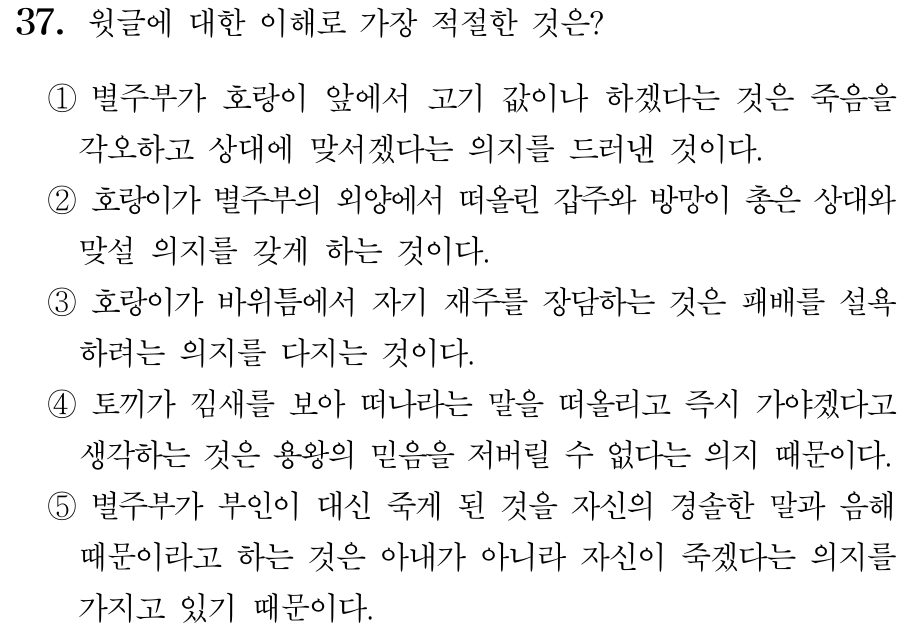 37. 윗글에 대한 이해로 가장 적절한 것은?
① 별주부가 호랑이 앞에서 고기 값이나 하겠다는 것은 죽음을
각오하고 상대에 맞서겠다는 의지를 드러낸 것이다.
② 호랑이가 별주부의 외양에서 떠올린 갑주와 방망이 총은 상대와
맞설 의지를 갖게 하는 것이다.
③ 호랑이가 바위틈에서 자기 재주를 장담하는 것은 패배를 설욕
하려는 의지를 다지는 것이다.
④ 토끼가 낌새를 보아 떠나라는 말을 떠올리고 즉시 가야겠다고
생각하는 것은 용왕의 믿음을 저버릴 수 없다는 의지 때문이다.
⑤ 별주부가 부인이 대신 죽게 된 것을 자신의 경솔한 말과 음해
때문이라고 하는 것은 아내가 아니라 자신이 죽겠다는 의지를
가지고 있기 때문이다.